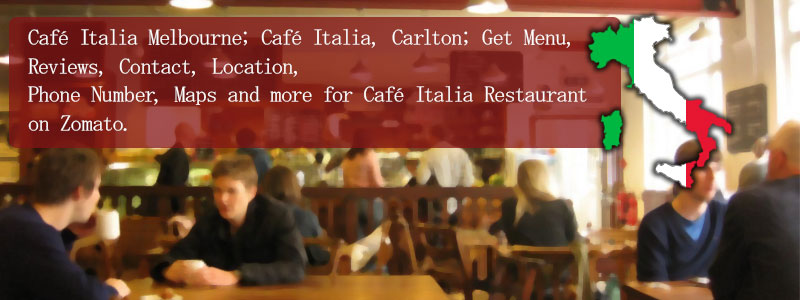 Café Italia Melbourne; Café Italia, Carlton; Get Menu,
Reviews, Contact, Location,
Phone Number, Maps and more for Café Italia Restaurant
on Zomato.